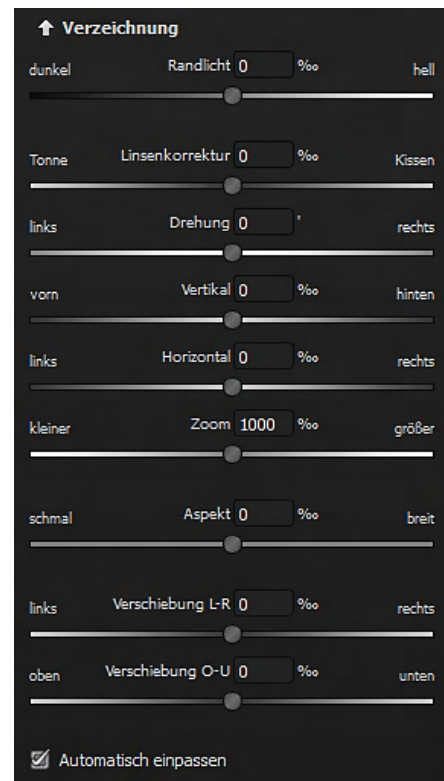 Verzeichnung
dunkel Randlicht 0 ‰ hell
Tonne Linsenkorrektur 0 ‰ Kissen
links Drehung 0 ' rechts
vorn Vertikal 0 ‰ hinten
links Horizontal 0 ‰ rechts
kleiner Zoom 1000 ‰ größer
schmal Aspekt 0 ‰ breit
links Verschiebung L-R 0 ‰ rechts
oben Verschiebung O-U 0 ‰ unten
Automatisch einpassen